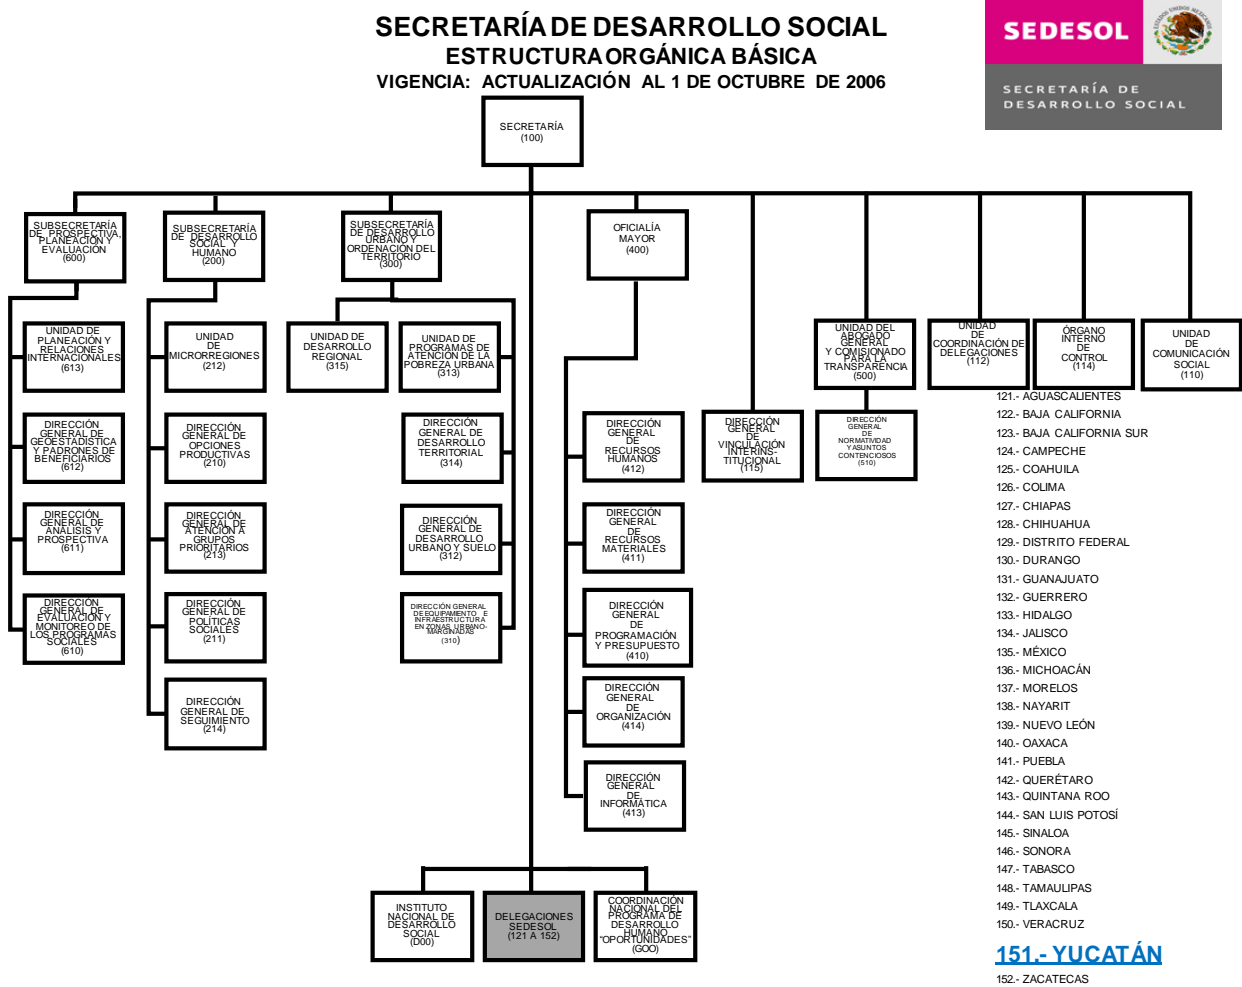 SECRETARÍA DE DESARROLLO SOCIAL
ESTRUCTURA ORGÁNICA BÁSICA
VIGENCIA: ACTUALIZACIÓN AL 1 DE OCTUBRE DE 2006
SEDESOL
ESTADOS UNIDOS MEXICANOS
SECRETARÍA DE
DESARROLLO SOCIAL
SECRETARÍA
(100)
SUBSECRETARÍA
DE PROSPECTIVA,
PLANEACIÓN Y
EVALUACIÓN
(600)
SUBSECRETARÍA
DE DESARROLLO
SOCIAL Y
HUMANO
(200)
SUBSECRETARÍA
DE DESARROLLO
URBANO Y
ORDENACIÓN DEL
TERRITORIO
(300)
OFICIALÍA
MAYOR
(400)
UNIDAD DE
PLANEACIÓN Y
RELACIONES
INTERNACIONALES
(613)
UNIDAD
DE
MICRORREGIONES
(212)
UNIDAD DE
DESARROLLO
REGIONAL
(315)
UNIDAD DE
PROGRAMAS DE
ATENCIÓN DE LA
POBREZA URBANA
(313)
UNIDAD DEL
ABOGADO
GENERAL
Y COMISIONADO
PARA LA
TRANSPARENCIA
(500)
UNIDAD
DE
COORDINACIÓN DE
DELEGACIONES
(112)
ÓRGANO
INTERNO
DE
CONTROL
(114)
UNIDAD
DE
COMUNICACIÓN
SOCIAL
(110)
DIRECCIÓN
GENERAL DE
GEOESTADÍSTICA
Y PADRONES DE
BENEFICIARIOS
(612)
DIRECCIÓN
GENERAL DE
OPCIONES
PRODUCTIVAS
(210)
DIRECCIÓN
GENERAL DE
DESARROLLO
TERRITORIAL
(314)
DIRECCIÓN
GENERAL
DE
RECURSOS
HUMANOS
(412)
DIRECCIÓN
GENERAL
DE
VINCULACIÓN
INTERINS-
TITUCIONAL
(115)
DIRECCIÓN
GENERAL
DE
NORMATIVIDAD
Y ASUNTOS
CONTENCIOSOS
(510)
DIRECCIÓN
GENERAL DE
ANÁLISIS Y
PROSPECTIVA
(611)
DIRECCIÓN
GENERAL DE
ATENCIÓN A
GRUPOS
PRIORITARIOS
(213)
DIRECCIÓN
GENERAL DE
DESARROLLO
URBANO Y SUELO
(312)
DIRECCIÓN
GENERAL
DE
RECURSOS
MATERIALES
(411)
DIRECCIÓN
GENERAL DE
EVALUACIÓN Y
MONITOREO DE
LOS PROGRAMAS
SOCIALES
(610)
DIRECCIÓN
GENERAL DE
POLÍTICAS
SOCIALES
(211)
DIRECCIÓN GENERAL
DE EQUIPAMIENTO E
INFRAESTRUCTURA
EN ZONAS URBANO-
MARGINADAS
(310)
DIRECCIÓN
GENERAL
DE
PROGRAMACIÓN
Y PRESUPUESTO
(410)
DIRECCIÓN
GENERAL DE
SEGUIMIENTO
(214)
DIRECCIÓN
GENERAL
DE
ORGANIZACIÓN
(414)
DIRECCIÓN
GENERAL
DE
INFORMÁTICA
(413)
INSTITUTO
NACIONAL DE
DESARROLLO
SOCIAL
(D00)
DELEGACIONES
SEDESOL
(121 A 152)
COORDINACIÓN
NACIONAL DEL
PROGRAMA DE
DESARROLLO
HUMANO
"OPORTUNIDADES"
(GOO)
121.- AGUASCALIENTES
122.- BAJA CALIFORNIA
123.- BAJA CALIFORNIA SUR
124.- CAMPECHE
125.- COAHUILA
126.- COLIMA
127.- CHIAPAS
128.- CHIHUAHUA
129.- DISTRITO FEDERAL
130.- DURANGO
131.- GUANAJUATO
132.- GUERRERO
133.- HIDALGO
134.- JALISCO
135.- MÉXICO
136.- MICHOACÁN
137.- MORELOS
138.- NAYARIT
139.- NUEVO LEÓN
140.- OAXACA
141.- PUEBLA
142.- QUERÉTARO
143.- QUINTANA ROO
144.- SAN LUIS POTOSÍ
145.- SINALOA
146.- SONORA
147.- TABASCO
148.- TAMAULIPAS
149.- TLAXCALA
150.- VERACRUZ
151.- YUCATÁN
152.- ZACATECAS